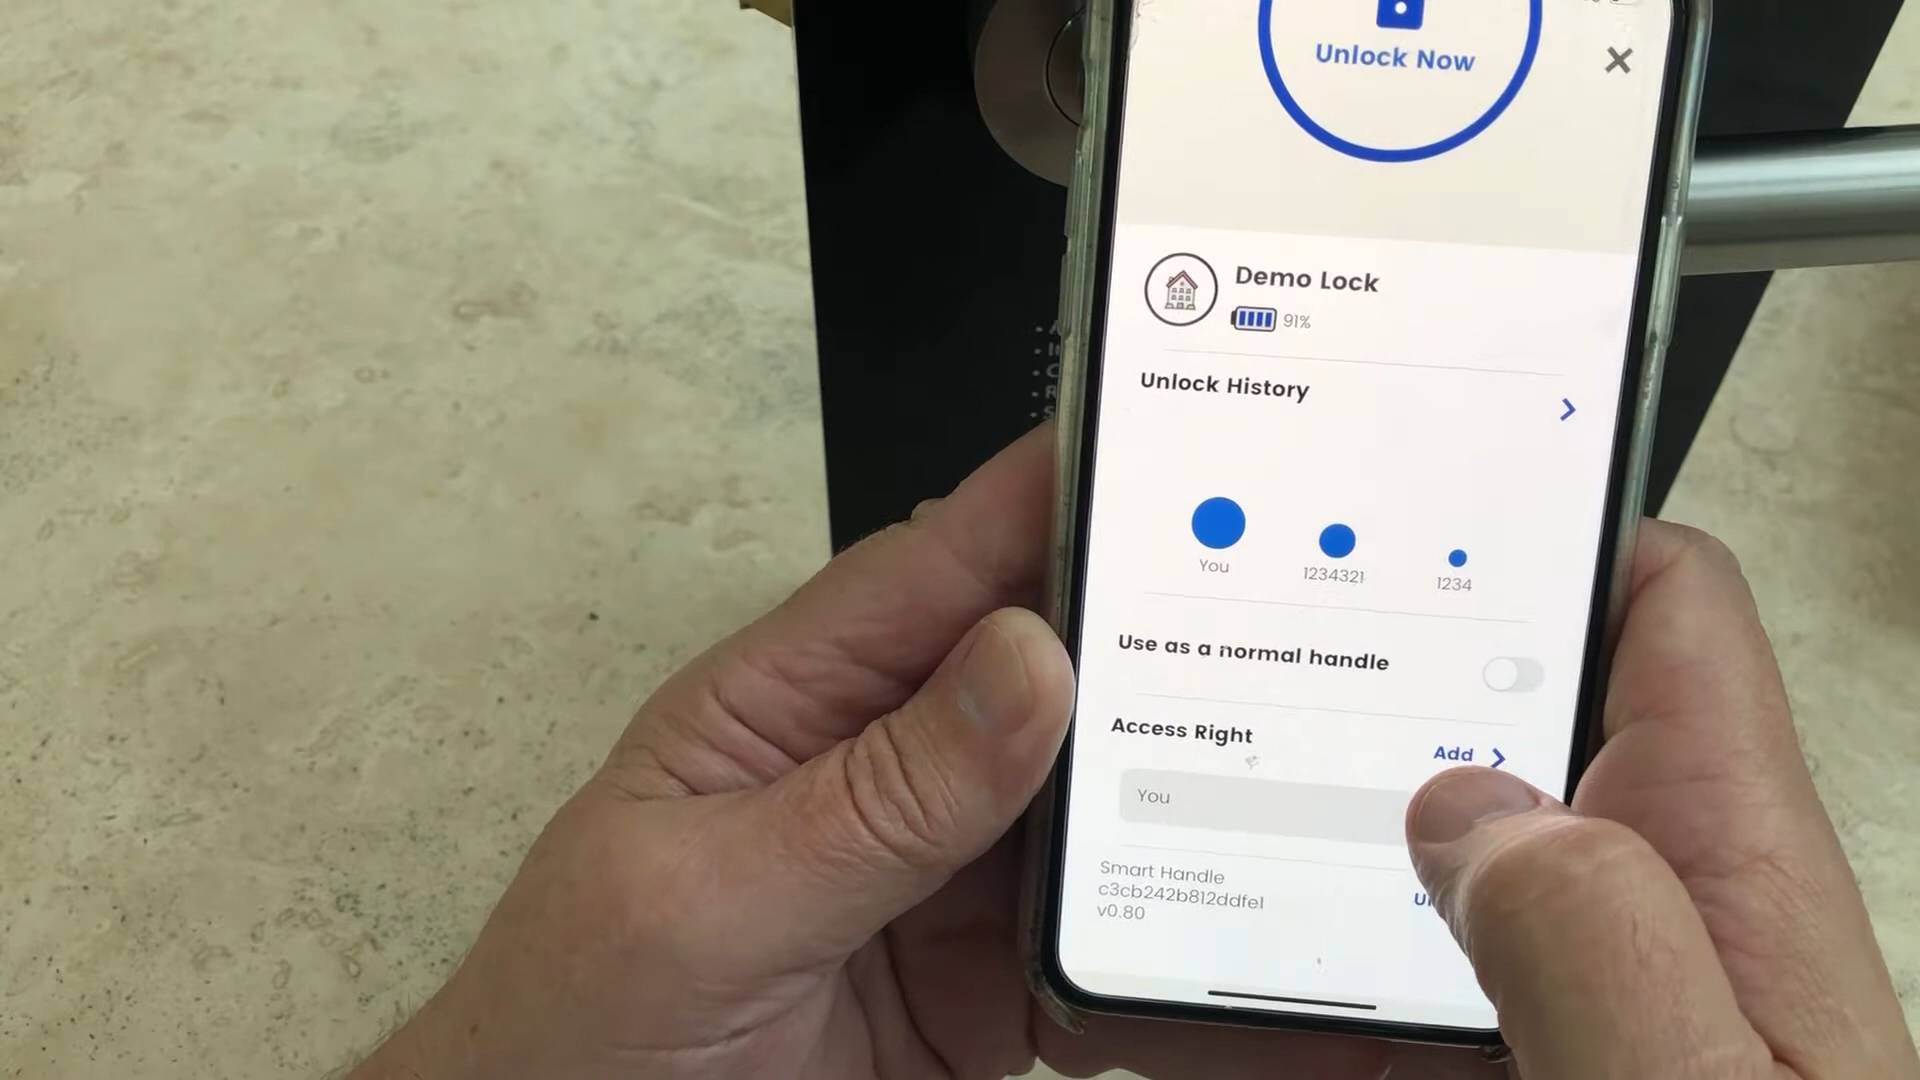 Unlock Now
Demo Lock
91%
Unlock History
You
1234321
1234
Use as a normal handle
Access Right
Add
You
Smart Handle
c3cb242b812ddfe1
v0.80